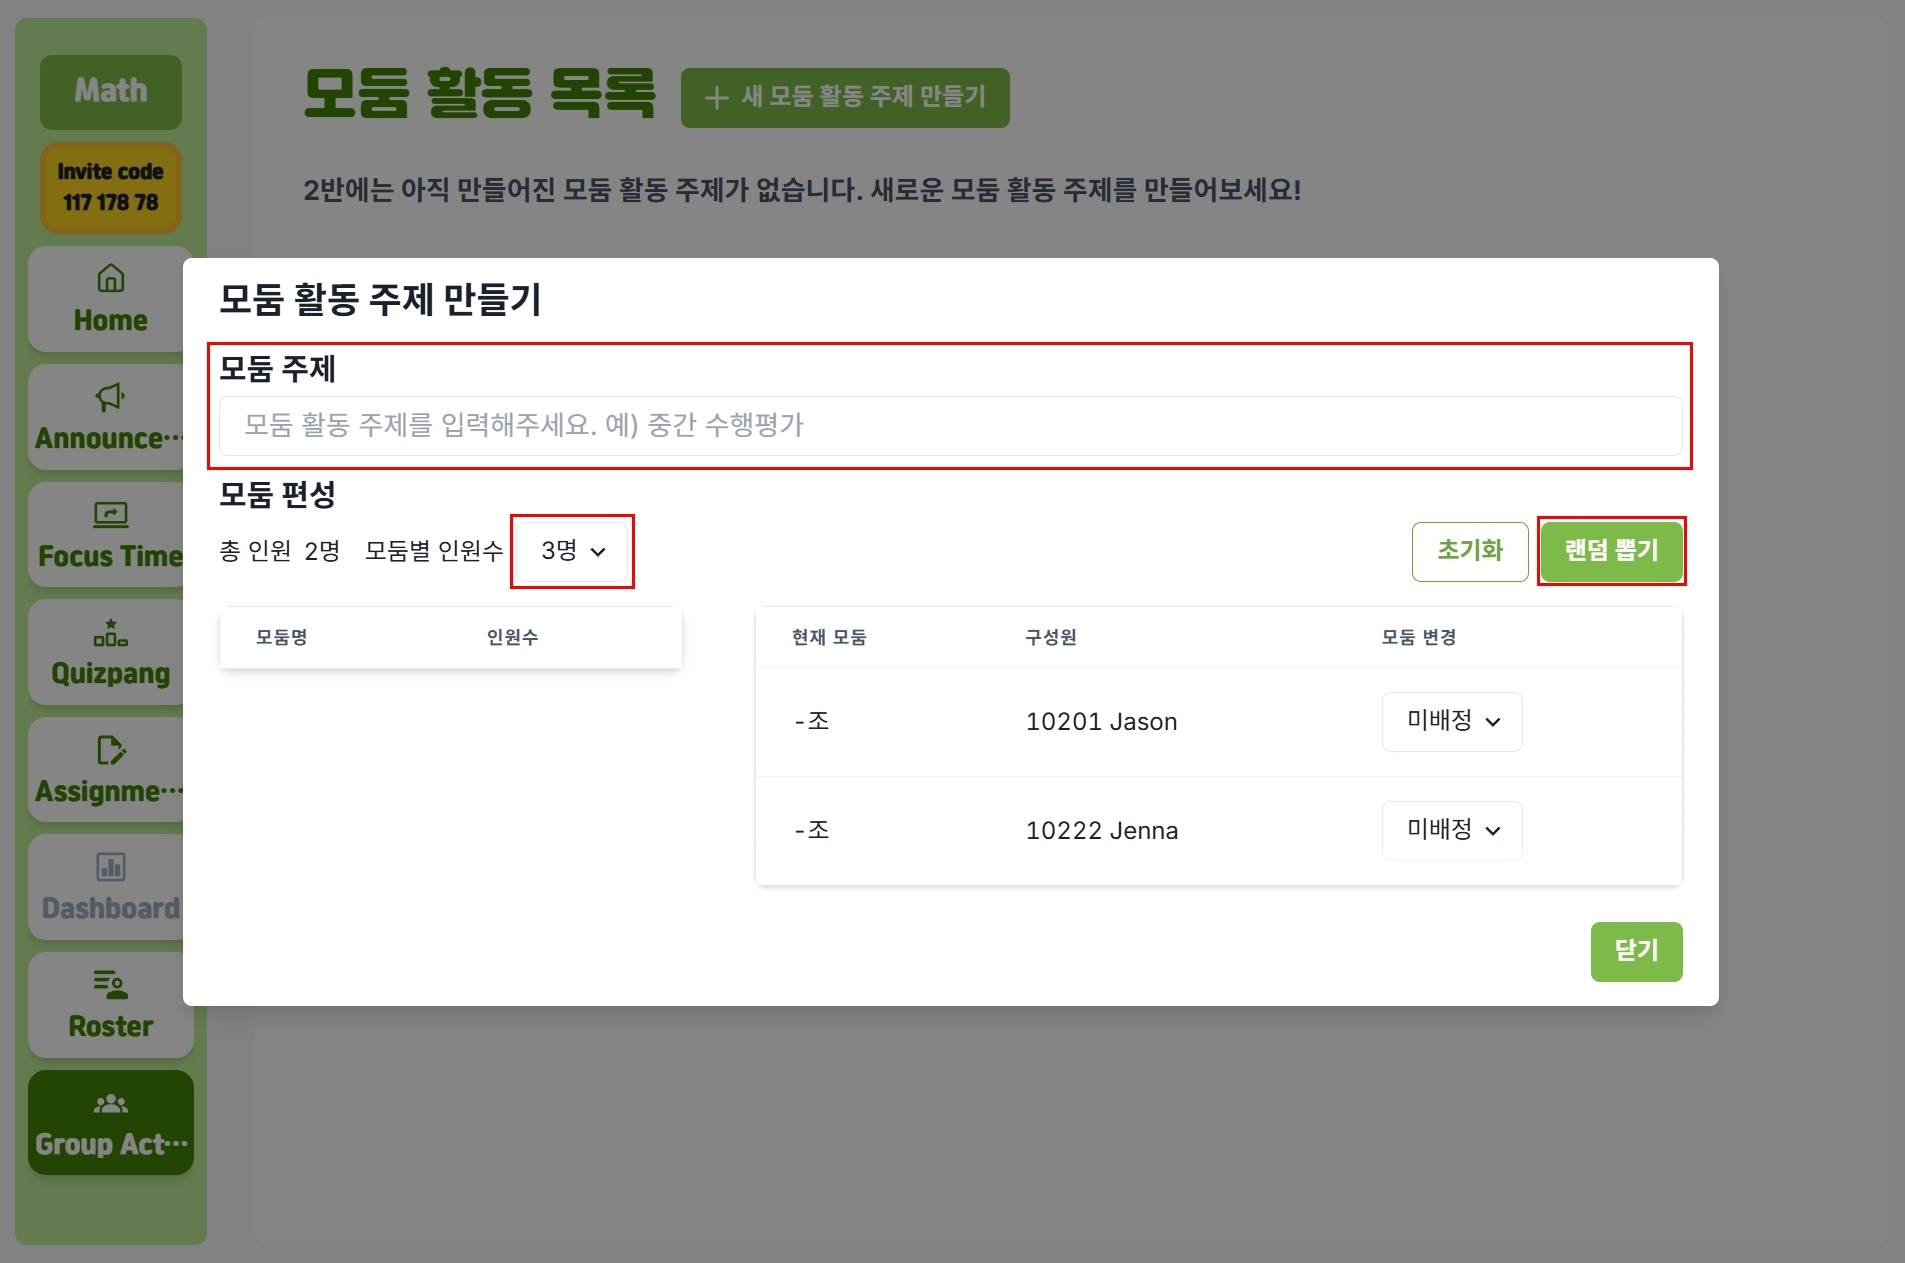 Math
Invite code
117 178 78
Home
Announce···
Focus Time
Quizpang
Assignme···
Dashboard
Roster
Group Act···
모둠 활동 목록
새 모둠 활동 주제 만들기
2반에는 아직 만들어진 모둠 활동 주제가 없습니다. 새로운 모둠 활동 주제를 만들어보세요!
모둠 활동 주제 만들기
모둠 주제
모둠 활동 주제를 입력해주세요. 예) 중간 수행평가
모둠 편성
총 인원 2명 모둠별 인원수 3명 초기화 랜덤 뽑기
모둠명 인원수
현재 모둠 구성원 모둠 변경
-조 10201 Jason 미배정
-조 10222 Jenna 미배정
닫기